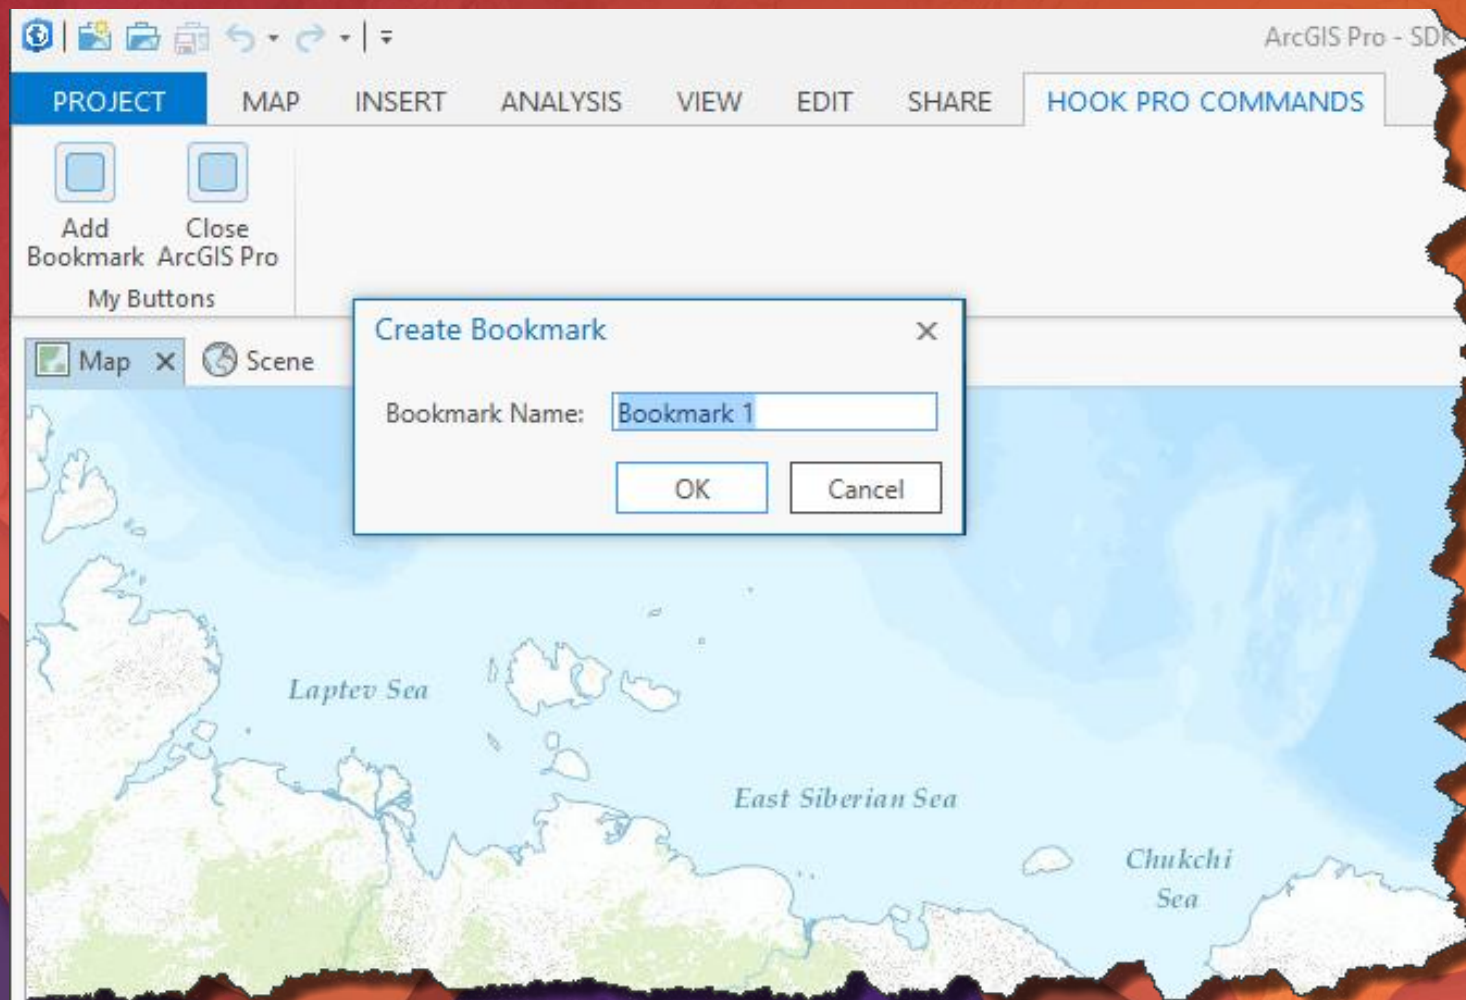 ArcGIS Pro - SDK
PROJECT MAP INSERT ANALYSIS VIEW EDIT SHARE HOOK PRO COMMANDS
Add Bookmark
Close ArcGIS Pro
My Buttons
Create Bookmark
Map
Scene
Bookmark Name: Bookmark 1
OK Cancel
Laptev Sea
East Siberian Sea
Chukchi
Sea